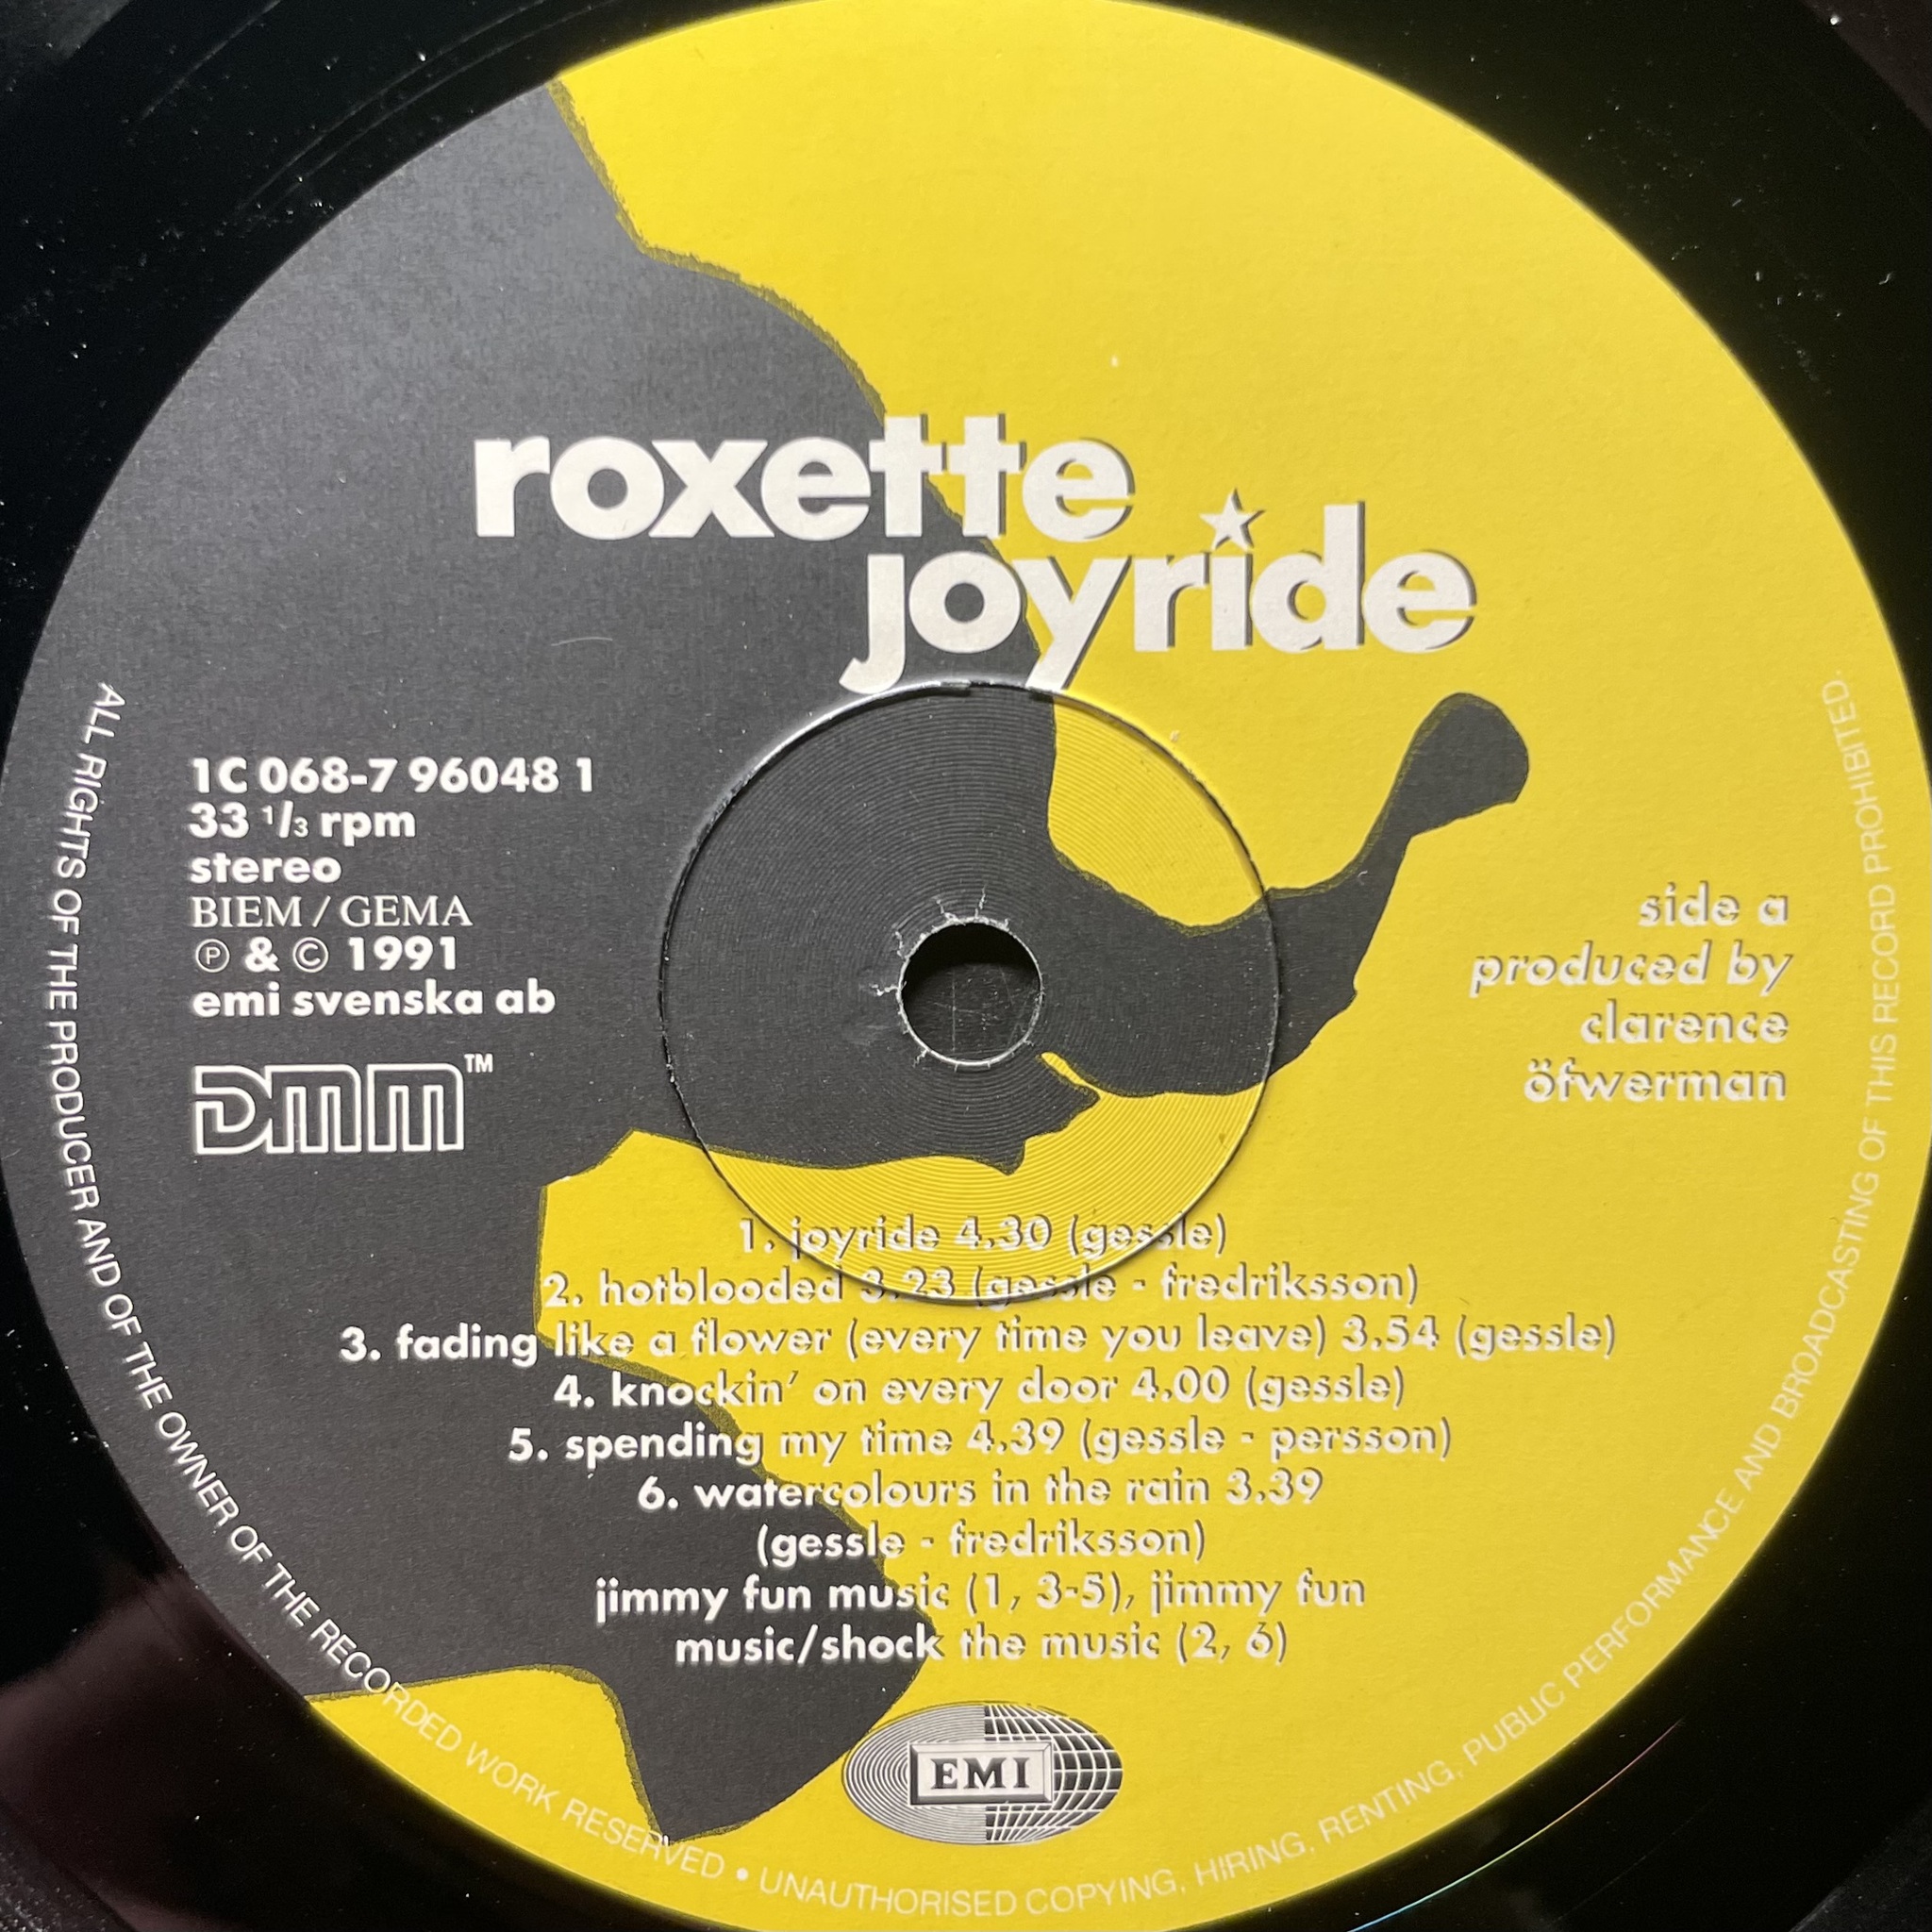 roxette
joyride
1C 068-7 96048 1
33 1/3 rpm
stereo
BIEM / GEMA
℗ & © 1991
emi svenska ab
DMM™
side a
produced by
clarence
öfwerman
1. joyride 4.30 (gessle)
2. hotblooded 3.23 (gessle - fredriksson)
3. fading like a flower (every time you leave) 3.54 (gessle)
4. knockin’ on every door 4.00 (gessle)
5. spending my time 4.39 (gessle - persson)
6. watercolours in the rain 3.39
(gessle - fredriksson)
jimmy fun music (1, 3-5), jimmy fun
music/shock the music (2, 6)
EMI
ALL RIGHTS OF THE PRODUCER AND OF THE OWNER OF THE RECORDED WORK RESERVED • UNAUTHORISED COPYING, HIRING, RENTING, PUBLIC PERFORMANCE AND BROADCASTING OF THIS RECORD PROHIBITED.